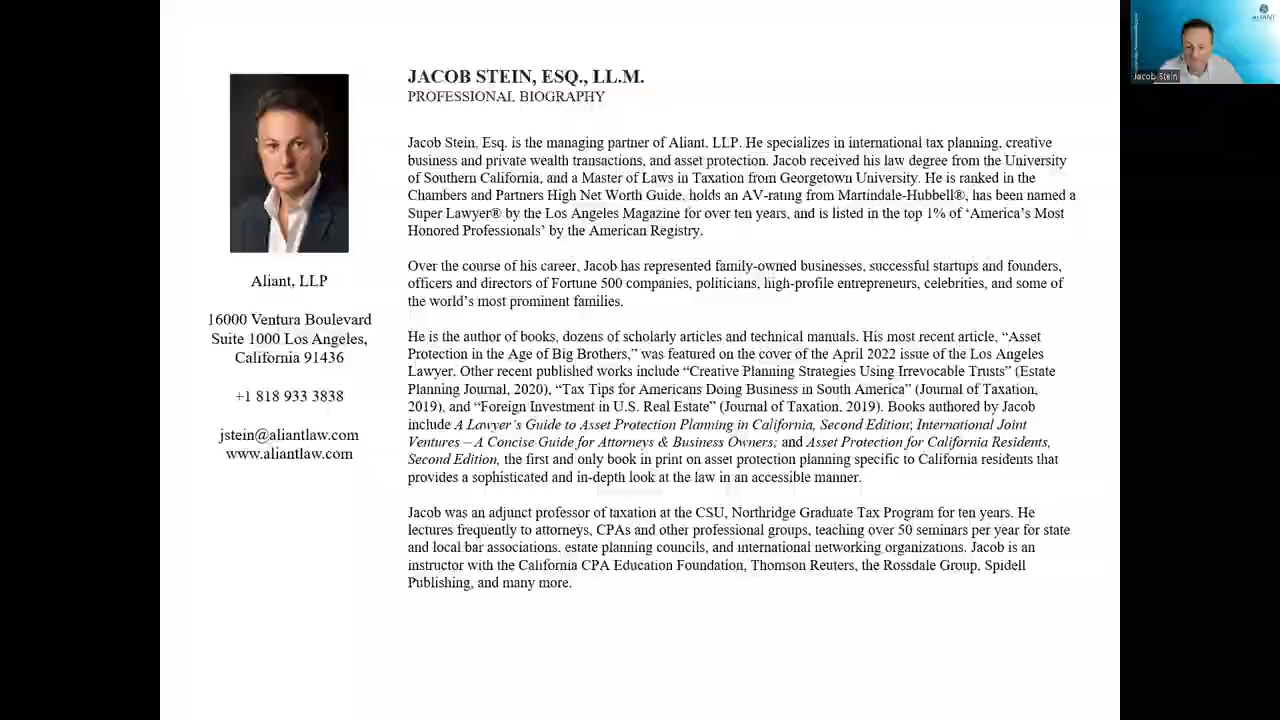 JACOB STEIN, ESQ., LL.M.
PROFESSIONAL BIOGRAPHY
Jacob Stein, Esq. is the managing partner of Aliant, LLP. He specializes in international tax planning, creative
business and private wealth transactions, and asset protection. Jacob received his law degree from the University
of Southern California, and a Master of Laws in Taxation from Georgetown University. He is ranked in the
Chambers and Partners High Net Worth Guide, holds an AV-rating from Martindale-Hubbell®, has been named a
Super Lawyer® by the Los Angeles Magazine for over ten years, and is listed in the top 1% of ‘America’s Most
Honored Professionals’ by the American Registry.
Over the course of his career, Jacob has represented family-owned businesses, successful startups and founders,
officers and directors of Fortune 500 companies, politicians, high-profile entrepreneurs, celebrities, and some of
the world’s most prominent families.
He is the author of books, dozens of scholarly articles and technical manuals. His most recent article, “Asset
Protection in the Age of Big Brothers,” was featured on the cover of the April 2022 issue of the Los Angeles
Lawyer. Other recent published works include “Creative Planning Strategies Using Irrevocable Trusts” (Estate
Planning Journal, 2020), “Tax Tips for Americans Doing Business in South America” (Journal of Taxation,
2019), and “Foreign Investment in U.S. Real Estate” (Journal of Taxation, 2019). Books authored by Jacob
include A Lawyer’s Guide to Asset Protection Planning in California, Second Edition; International Joint
Ventures – A Concise Guide for Attorneys & Business Owners; and Asset Protection for California Residents,
Second Edition, the first and only book in print on asset protection planning specific to California residents that
provides a sophisticated and in-depth look at the law in an accessible manner.
Jacob was an adjunct professor of taxation at the CSU, Northridge Graduate Tax Program for ten years. He
lectures frequently to attorneys, CPAs and other professional groups, teaching over 50 seminars per year for state
and local bar associations, estate planning councils, and international networking organizations. Jacob is an
instructor with the California CPA Education Foundation, Thomson Reuters, the Rossdale Group, Spidell
Publishing, and many more.
Aliant, LLP
16000 Ventura Boulevard
Suite 1000 Los Angeles,
California 91436
+1 818 933 3838
jstein@aliantlaw.com
www.aliantlaw.com
ALIANT
Jacob Stein